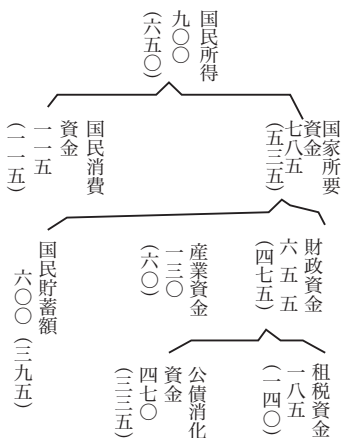 国民所得
九〇〇
(六五〇)
国家所要
資金
七八五
(五三五)
国民消費
資金
一一五
(一一五)
財政資金
六五五
(四七五)
産業資金
一三〇
(六〇)
国民貯蓄額
六〇〇(三九五)
租税資金
一八五
(一四〇)
公債消化
資金
四七〇
(三三五)